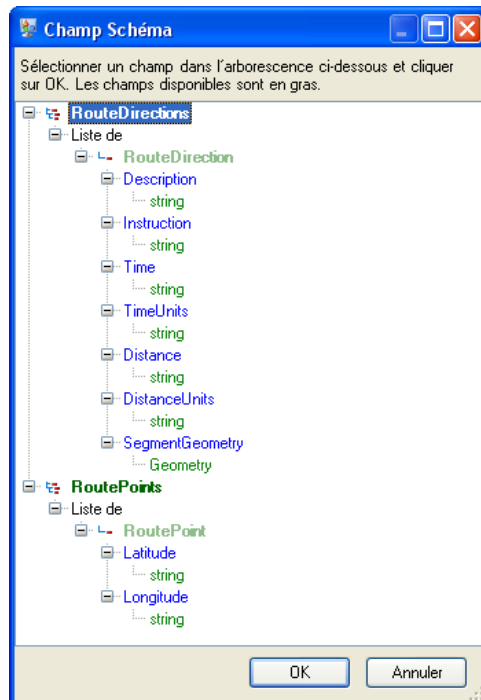 Champ Schéma
Sélectionner un champ dans l'arborescence ci-dessous et cliquer
sur OK. Les champs disponibles sont en gras.
RouteDirections
Liste de
RouteDirection
Description
string
Instruction
string
Time
string
TimeUnits
string
Distance
string
DistanceUnits
string
SegmentGeometry
Geometry
RoutePoints
Liste de
RoutePoint
Latitude
string
Longitude
string
OK Annuler